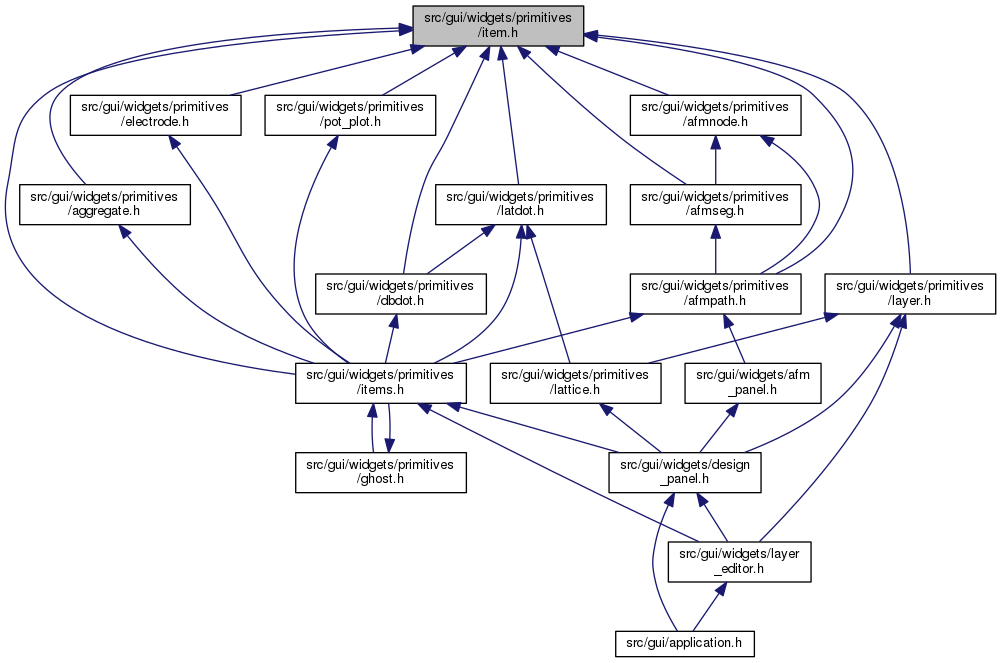 src/gui/widgets/primitives
/item.h
src/gui/widgets/primitives
/electrode.h
src/gui/widgets/primitives
/pot_plot.h
src/gui/widgets/primitives
/afmnode.h
src/gui/widgets/primitives
/aggregate.h
src/gui/widgets/primitives
/latdot.h
src/gui/widgets/primitives
/afmseg.h
src/gui/widgets/primitives
/dbdot.h
src/gui/widgets/primitives
/afmpath.h
src/gui/widgets/primitives
/layer.h
src/gui/widgets/primitives
/items.h
src/gui/widgets/primitives
/lattice.h
src/gui/widgets/afm
_panel.h
src/gui/widgets/primitives
/ghost.h
src/gui/widgets/design
_panel.h
src/gui/widgets/layer
_editor.h
src/gui/application.h